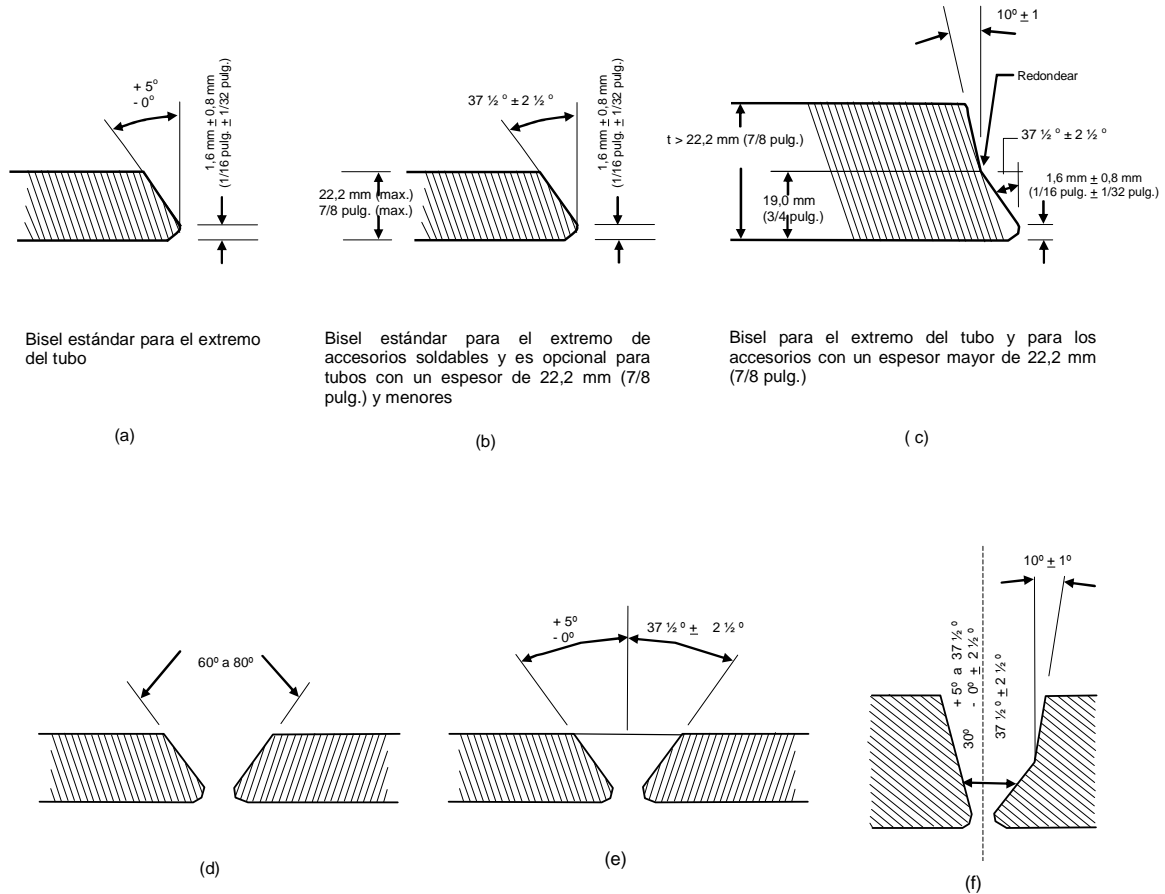 + 5°
- 0°
1,6 mm ± 0,8 mm
(1/16 pulg. ± 1/32 pulg.)
Bisel estándar para el extremo
del tubo
(a)
37 ½ ° ± 2 ½ °
1,6 mm ± 0,8 mm
(1/16 pulg. ± 1/32 pulg.)
22,2 mm (max.)
7/8 pulg. (max.)
Bisel estándar para el extremo de
accesorios soldables y es opcional para
tubos con un espesor de 22,2 mm (7/8
pulg.) y menores
(b)
10º ± 1
Redondear
t > 22,2 mm (7/8 pulg.)
37 ½ ° ± 2 ½ °
1,6 mm ± 0,8 mm
(1/16 pulg. ± 1/32 pulg.)
19,0 mm
(3/4 pulg.)
Bisel para el extremo del tubo y para los
accesorios con un espesor mayor de 22,2 mm
(7/8 pulg.)
( c)
60º a 80º
(d)
+ 5º
- 0º
37 ½ º ± 2 ½ º
(e)
10º ± 1º
30º
+ 5º a 37 ½ º
- 0º ± 2 ½ º
37 ½ º ± 2 ½ º
(f)